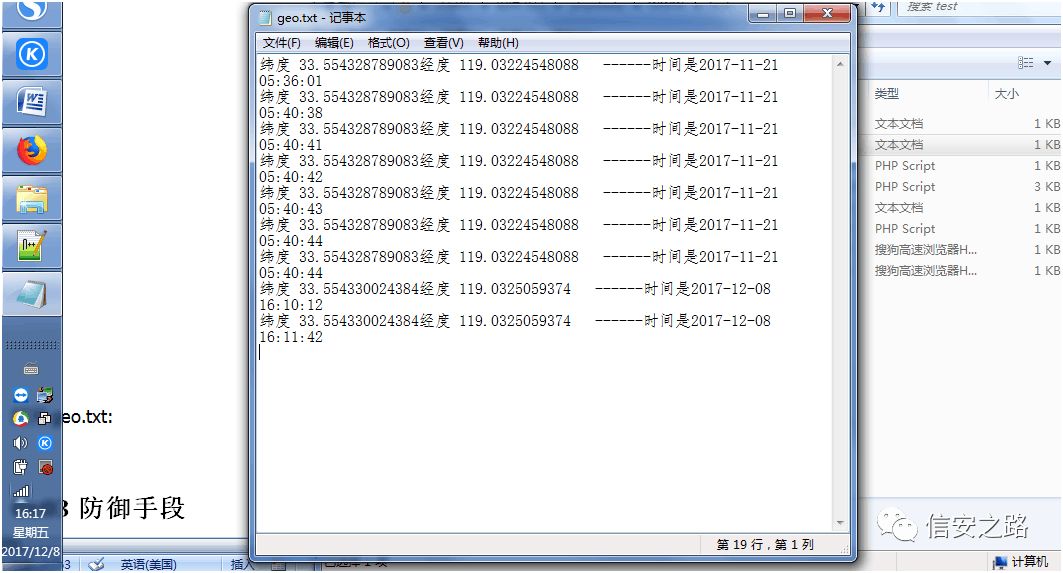 geo.txt - 记事本
搜索 test
文件(F) 编辑(E) 格式(O) 查看(V) 帮助(H)
纬度 33.554328789083经度 119.03224548088 ------时间是2017-11-21
05:36:01
纬度 33.554328789083经度 119.03224548088 ------时间是2017-11-21
05:40:38
纬度 33.554328789083经度 119.03224548088 ------时间是2017-11-21
05:40:41
纬度 33.554328789083经度 119.03224548088 ------时间是2017-11-21
05:40:42
纬度 33.554328789083经度 119.03224548088 ------时间是2017-11-21
05:40:43
纬度 33.554328789083经度 119.03224548088 ------时间是2017-11-21
05:40:44
纬度 33.554328789083经度 119.03224548088 ------时间是2017-11-21
05:40:44
纬度 33.554330024384经度 119.0325059374 ------时间是2017-12-08
16:10:12
纬度 33.554330024384经度 119.0325059374 ------时间是2017-12-08
16:11:42
第 19 行，第 1 列
类型 大小
文本文档 1 KB
文本文档 1 KB
PHP Script 1 KB
PHP Script 3 KB
文本文档 1 KB
PHP Script 1 KB
搜狗高速浏览器H... 1 KB
搜狗高速浏览器H... 1 KB
eo.txt:
3 防御手段
16:17
星期五
2017/12/8
英语(美国) 插入
信安之路
计算机